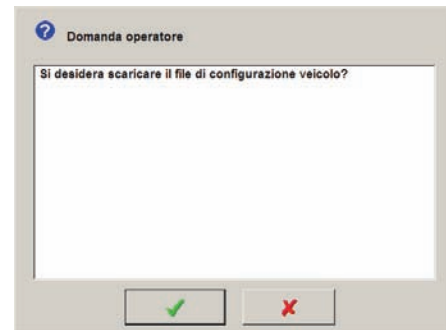 Domanda operatore
Si desidera scaricare il file di configurazione veicolo?